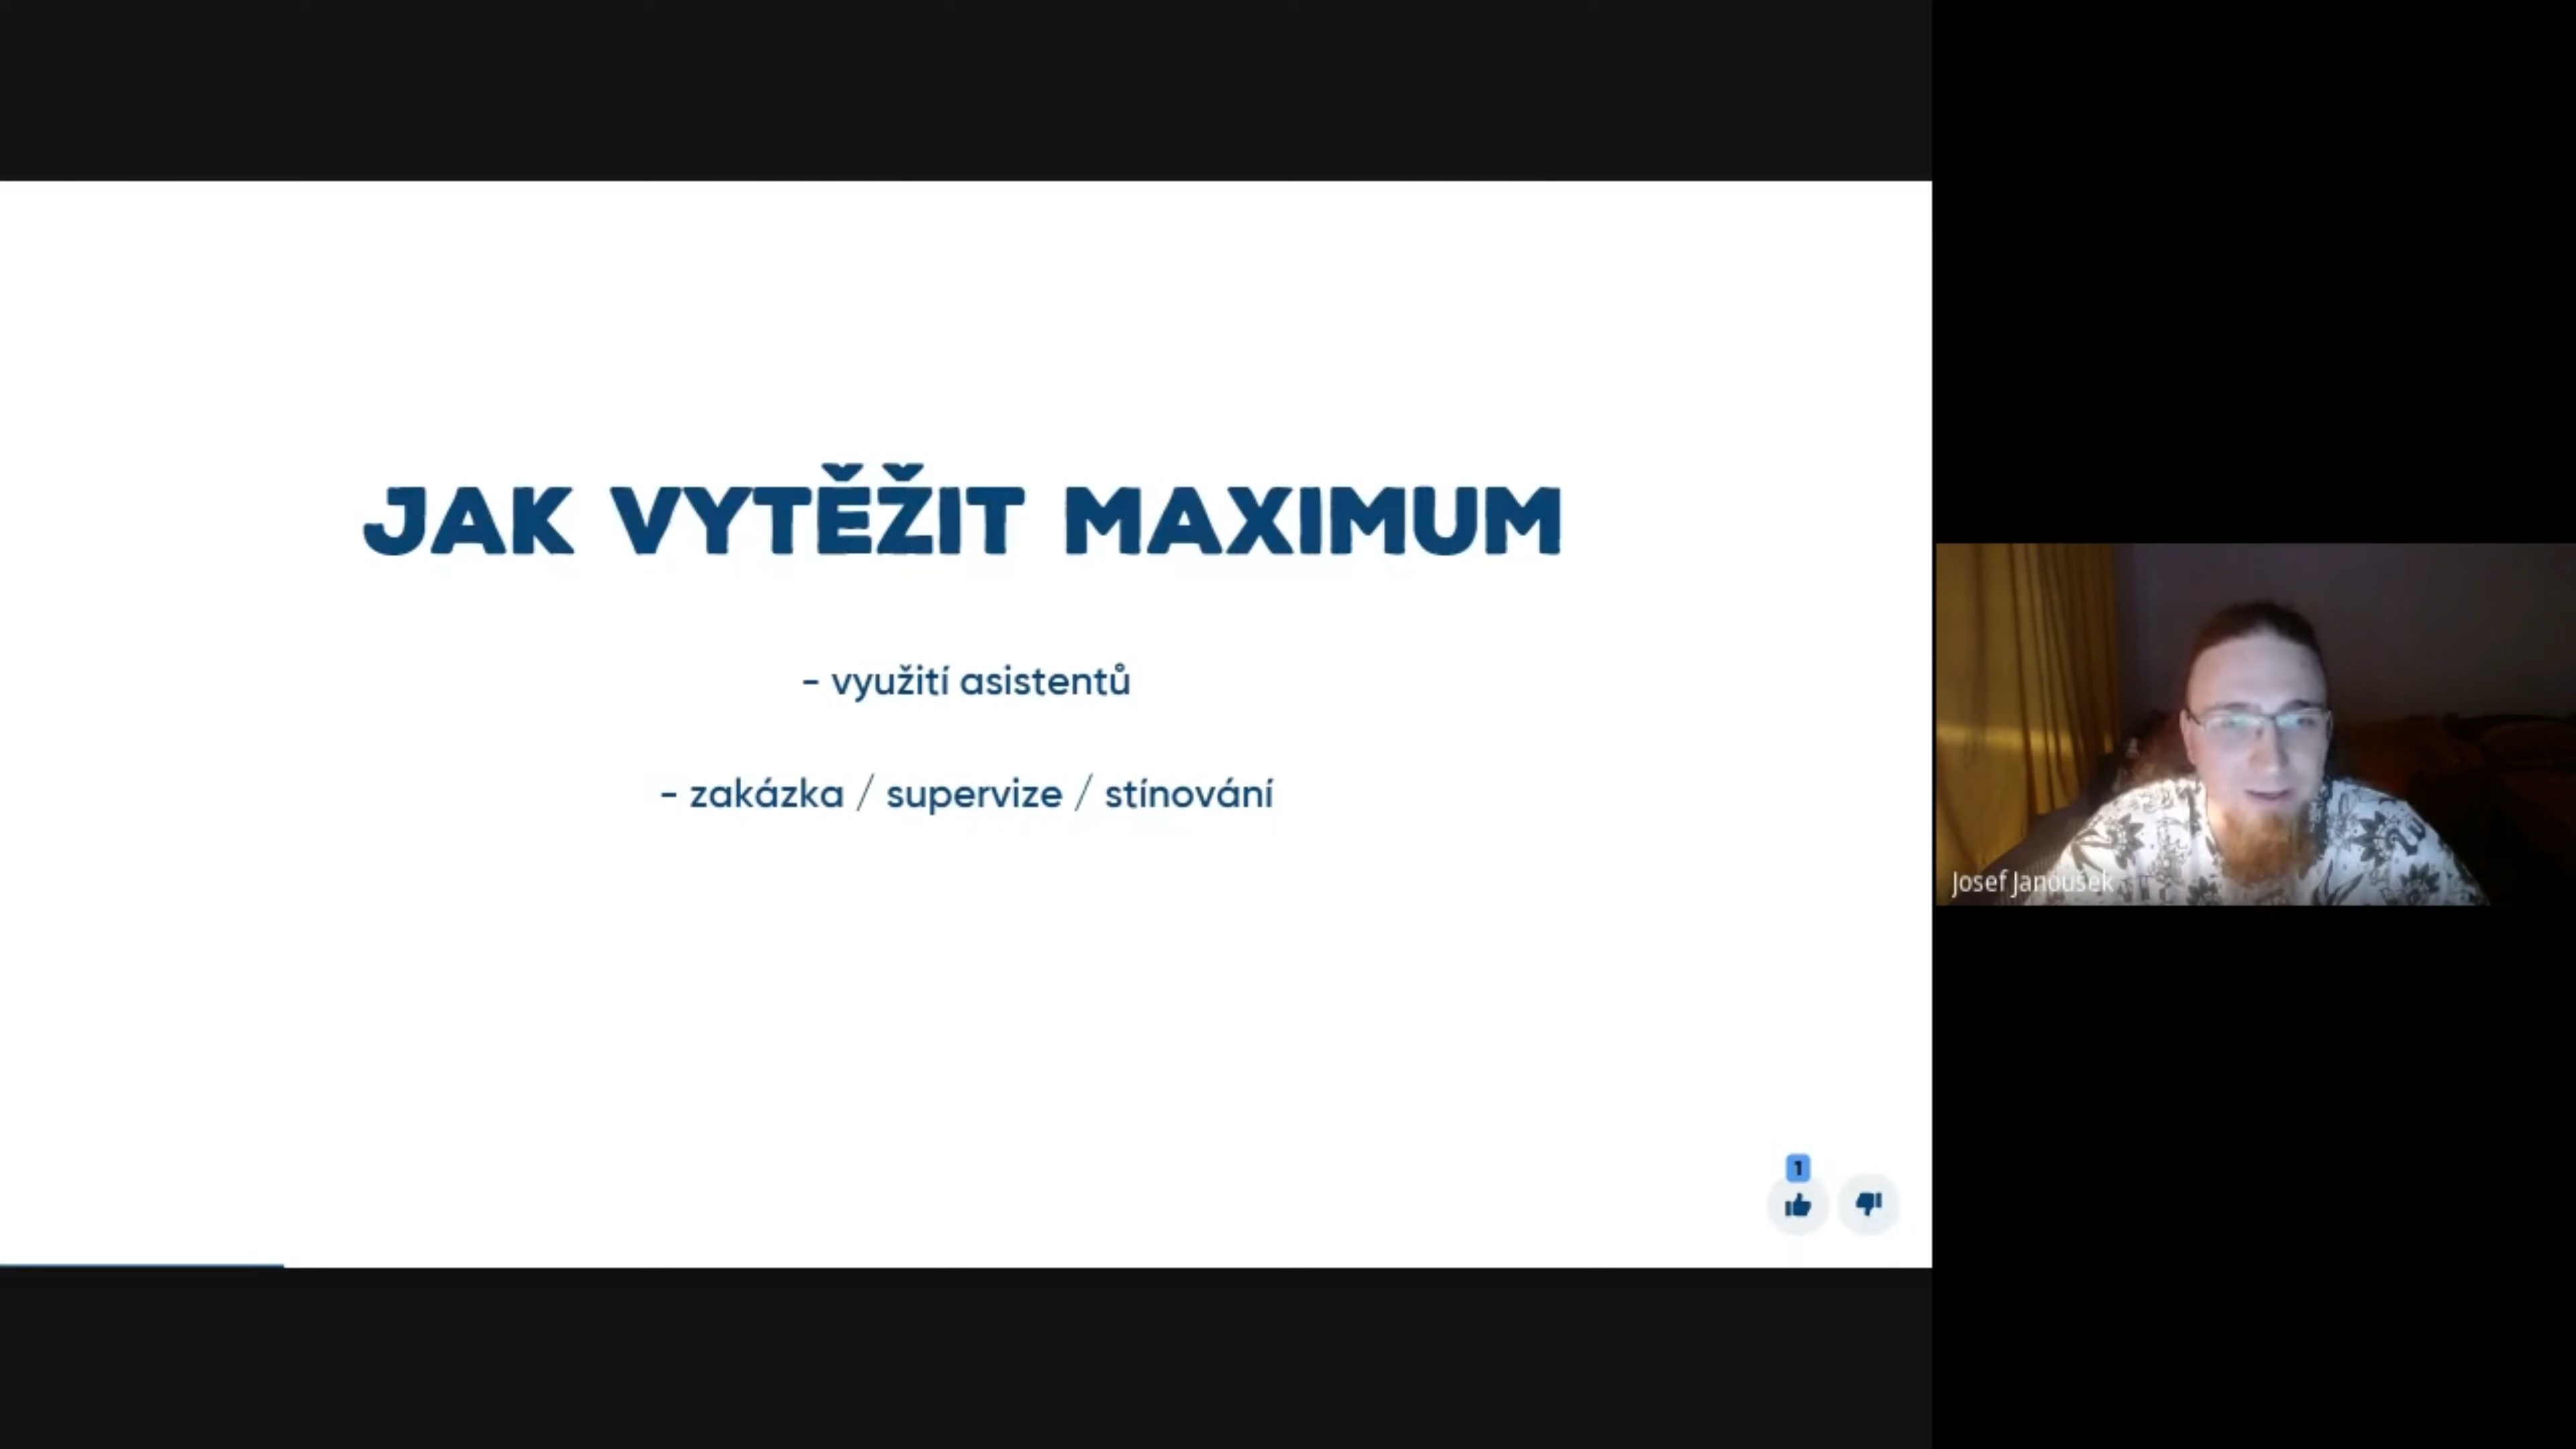 JAK VYTĚŽIT MAXIMUM
- využití asistentů
- zakázka / supervize / stínování
Josef Janoušek
1